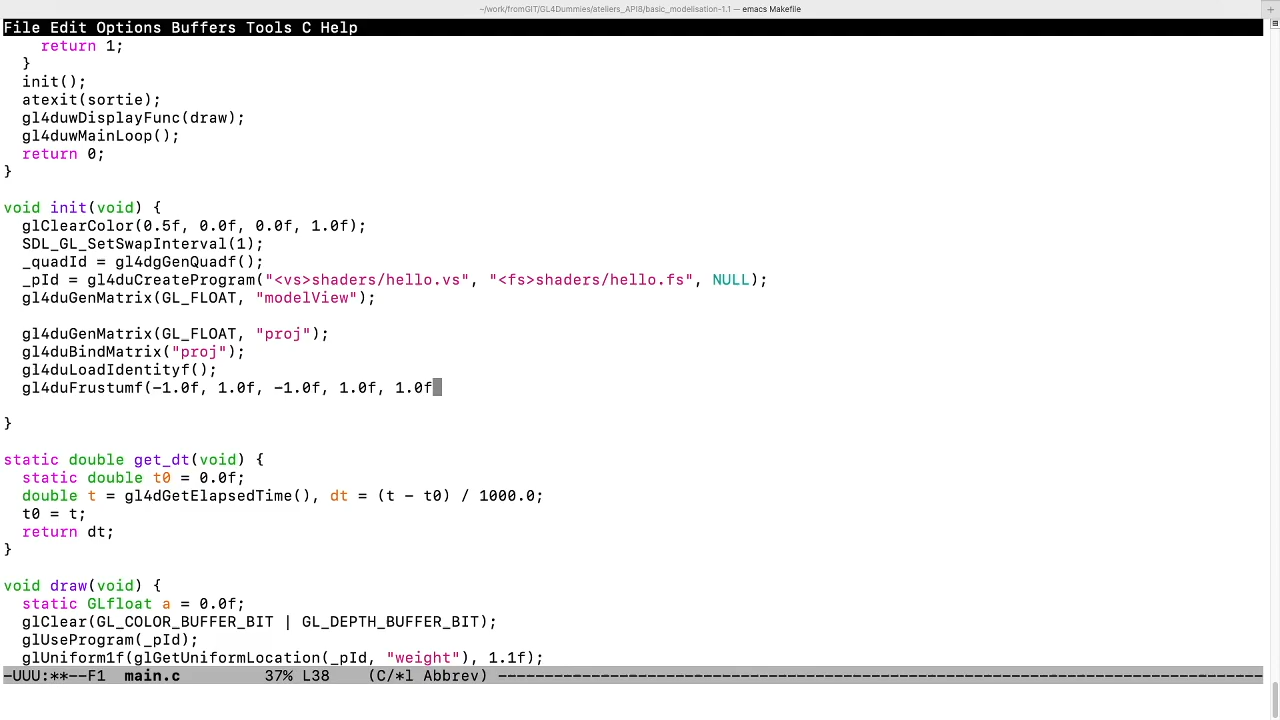 ~/work/fromGIT/GL4Dummies/ateliers_API8/basic_modelisation-1.1 — emacs Makefile
File Edit Options Buffers Tools C Help
    return 1;
  }
  init();
  atexit(sortie);
  gl4duwDisplayFunc(draw);
  gl4duwMainLoop();
  return 0;
}

void init(void) {
  glClearColor(0.5f, 0.0f, 0.0f, 1.0f);
  SDL_GL_SetSwapInterval(1);
  _quadId = gl4dgGenQuadf();
  _pId = gl4duCreateProgram("<vs>shaders/hello.vs", "<fs>shaders/hello.fs", NULL);
  gl4duGenMatrix(GL_FLOAT, "modelView");

  gl4duGenMatrix(GL_FLOAT, "proj");
  gl4duBindMatrix("proj");
  gl4duLoadIdentityf();
  gl4duFrustumf(-1.0f, 1.0f, -1.0f, 1.0f, 1.0f

}

static double get_dt(void) {
  static double t0 = 0.0f;
  double t = gl4dGetElapsedTime(), dt = (t - t0) / 1000.0;
  t0 = t;
  return dt;
}

void draw(void) {
  static GLfloat a = 0.0f;
  glClear(GL_COLOR_BUFFER_BIT | GL_DEPTH_BUFFER_BIT);
  glUseProgram(_pId);
  glUniform1f(glGetUniformLocation(_pId, "weight"), 1.1f);
-UUU:**--F1  main.c         37% L38    (C/*l Abbrev) ------------------------------------------------------------------------------------